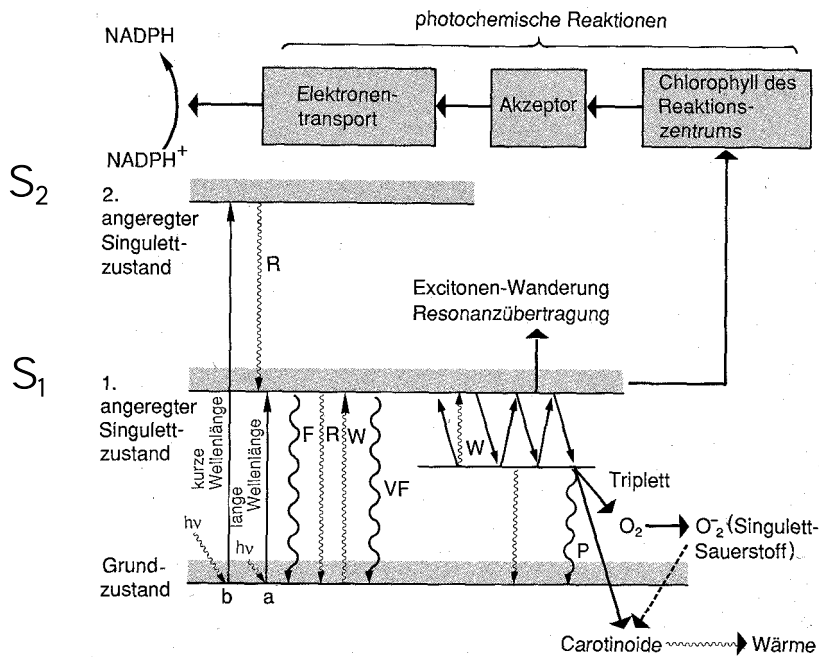 photochemische Reaktionen
NADPH
Elektronen-
transport
Akzeptor
Chlorophyll des
Reaktions-
zentrums
NADPH+
S2
2.
angeregter
Singulett-
zustand
R
Excitonen-Wanderung
Resonanzübertragung
S1
1.
angeregter
Singulett-
zustand
kurze
Wellenlänge
lange
Wellenlänge
F
R
W
VF
W
Triplett
hν
hν
O2
O2- (Singulett-
Sauerstoff)
P
Grund-
zustand
b
a
Carotinoide
Wärme